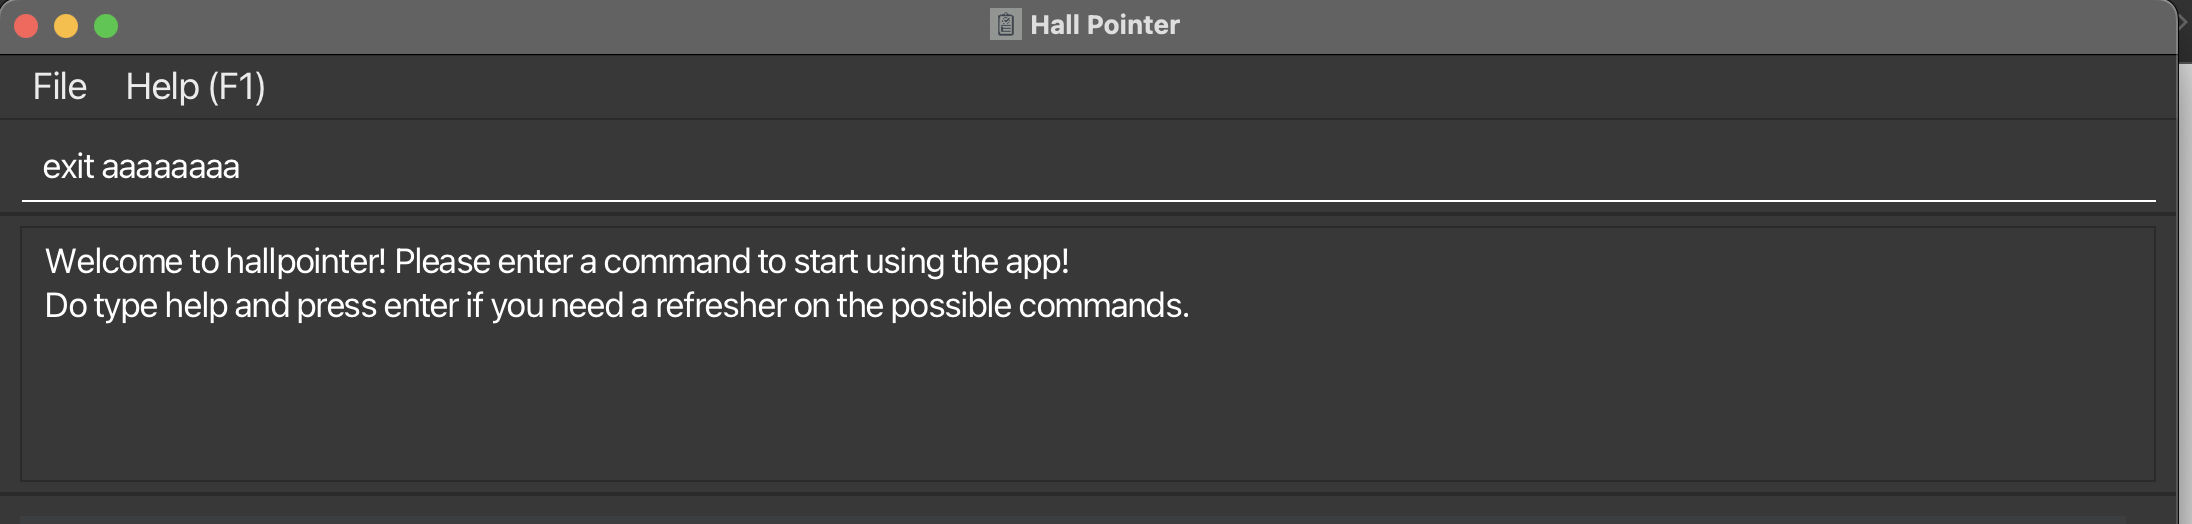 Hall Pointer
File Help (F1)
exit aaaaaaaa
Welcome to hallpointer! Please enter a command to start using the app!
Do type help and press enter if you need a refresher on the possible commands.